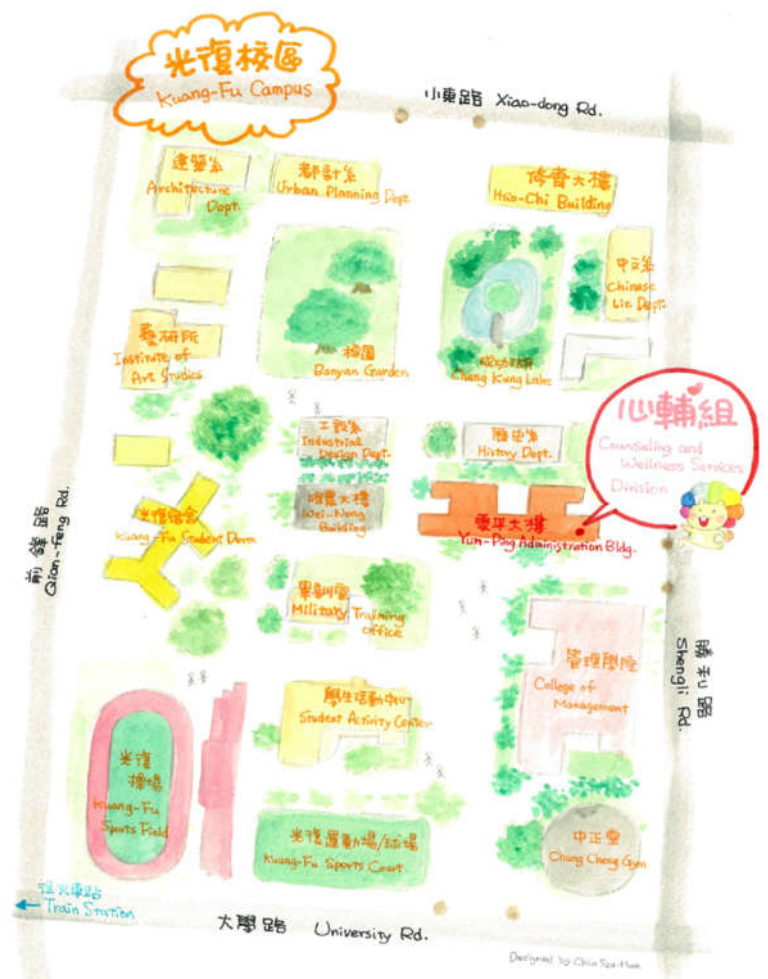 光復校區
Kuang-Fu Campus
小東路 Xiao-dong Rd.
建築系
Architecture
Dept.
都計系
Urban Planning Dept.
修齊大樓
Hsiu-Chi Building
中文系
Chinese
Lit. Dept.
藝研所
Institute of
Art Studies
榕園
Banyan Garden
成功湖
Cheng Kung Lake
心輔組
Counseling and
Wellness Services
Division
工設系
Industrial
Design Dept.
歷史系
History Dept.
唯農大樓
Wei-Nong
Building
雲平大樓
Yun-Ping Administration Bldg.
光復宿舍
Kuang-Fu Student Dorm
前鋒路
Qian-feng Rd.
軍訓室
Military Training
Office
管理學院
College of
Management
勝利路
Shengli Rd.
學生活動中心
Student Activity Center
光復
操場
Kuang-Fu
Sports Field
光復運動場/球場
Kuang-Fu Sports Court
中正堂
Chung Cheng Gym
往火車站
Train Station
大學路 University Rd.
Designed by